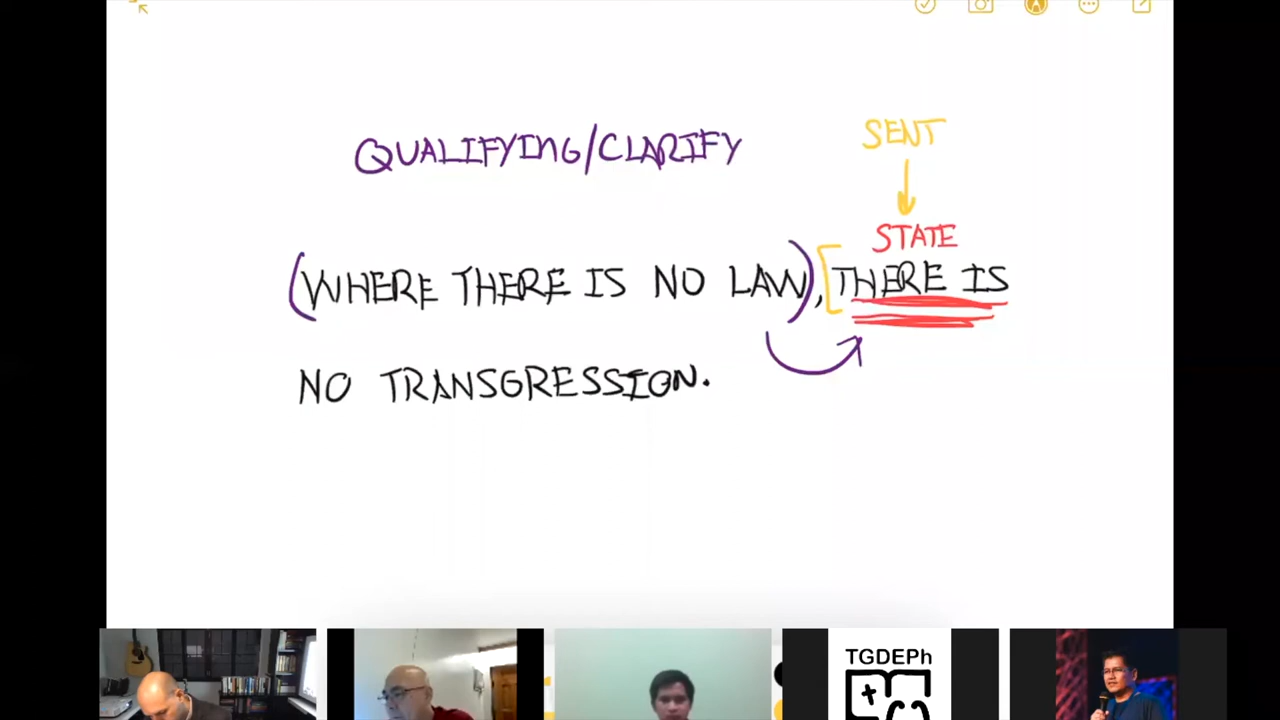 SENT
QUALIFYING/CLARIFY
STATE
(WHERE THERE IS NO LAW), [THERE IS
NO TRANSGRESSION.
TGDEPh